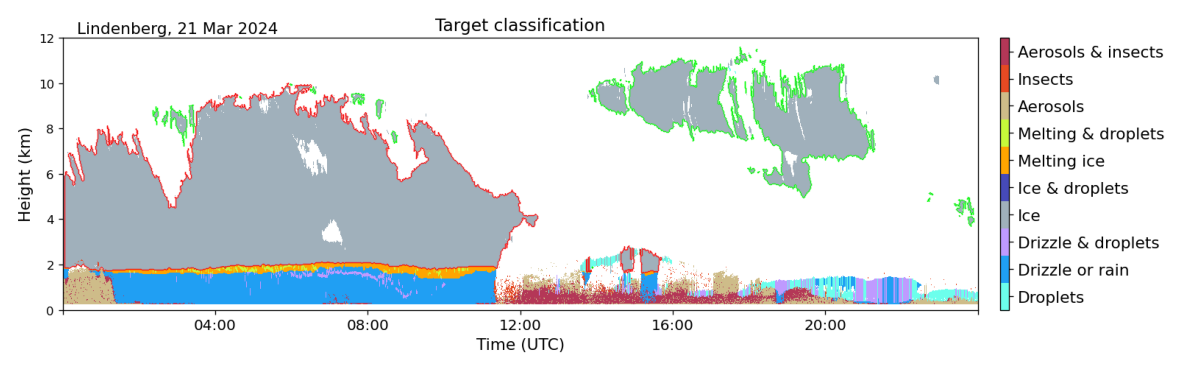 Lindenberg, 21 Mar 2024
Target classification
12
10
8
6
4
2
0
Height (km)
04:00
08:00
12:00
16:00
20:00
Time (UTC)
Aerosols & insects
Insects
Aerosols
Melting & droplets
Melting ice
Ice & droplets
Ice
Drizzle & droplets
Drizzle or rain
Droplets